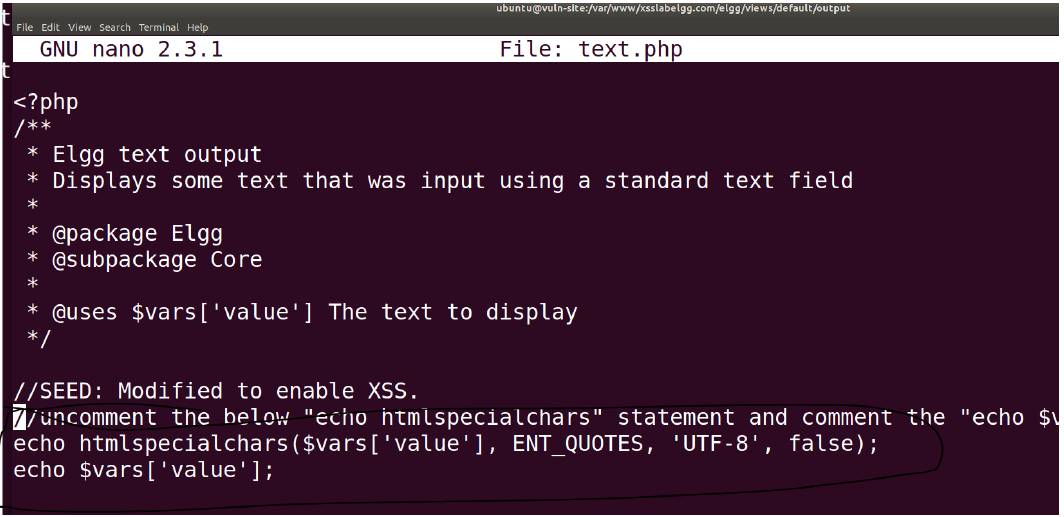 ubuntu@vuln-site:/var/www/xsslabelgg.com/elgg/views/default/output
File Edit View Search Terminal Help
GNU nano 2.3.1 File: text.php
t
t
<?php
/**
 * Elgg text output
 * Displays some text that was input using a standard text field
 *
 * @package Elgg
 * @subpackage Core
 *
 * @uses $vars['value'] The text to display
 */
//SEED: Modified to enable XSS.
//uncomment the below "echo htmlspecialchars" statement and comment the "echo $v
echo htmlspecialchars($vars['value'], ENT_QUOTES, 'UTF-8', false);
echo $vars['value'];